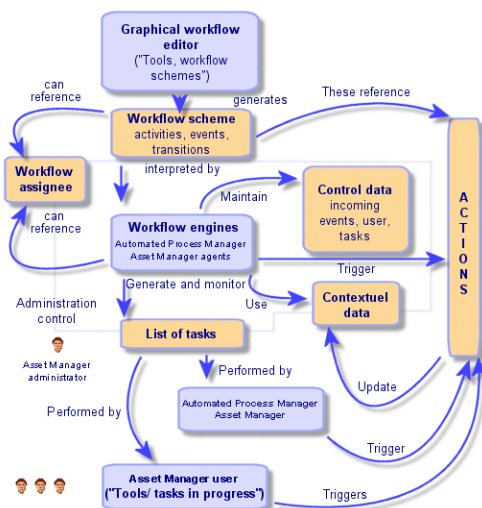 Graphical workflow
editor
("Tools, workflow
schemes")
can
reference
generates
These reference
Workflow scheme
activities, events,
transitions
Workflow
assignee
interpreted by
Maintain
Control data
incoming
events, user,
tasks
ACTIONS
can
reference
Workflow engines
Automated Process Manager
Asset Manager agents
Trigger
Generate and monitor
Use
Contextuel
data
Administration
control
List of tasks
Asset Manager
administrator
Performed by
Update
Automated Process Manager
Asset Manager
Performed by
Trigger
Asset Manager user
("Tools/ tasks in progress")
Triggers